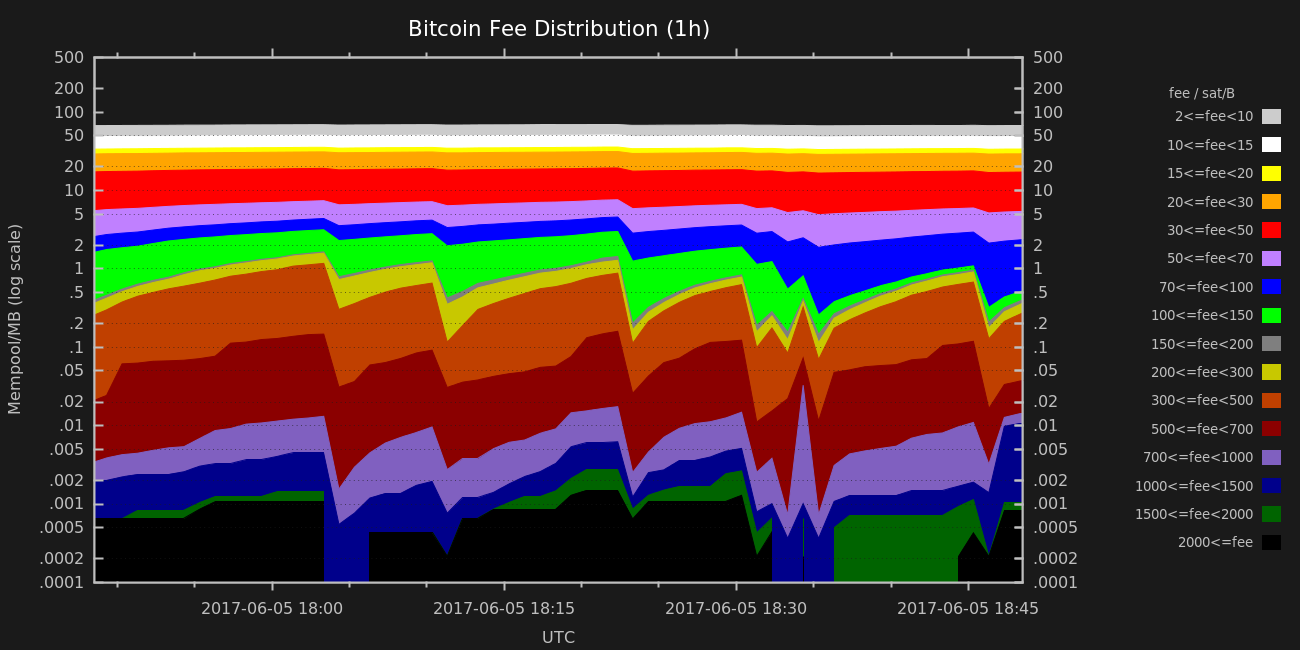 Bitcoin Fee Distribution (1h)
Mempool/MB (log scale)
500
200
100
50
20
10
5
2
1
.5
.2
.1
.05
.02
.01
.005
.002
.001
.0005
.0002
.0001
500
200
100
50
20
10
5
2
1
.5
.2
.1
.05
.02
.01
.005
.002
.001
.0005
.0002
.0001
2017-06-05 18:00
2017-06-05 18:15
2017-06-05 18:30
2017-06-05 18:45
UTC
fee / sat/B
2<=fee<10
10<=fee<15
15<=fee<20
20<=fee<30
30<=fee<50
50<=fee<70
70<=fee<100
100<=fee<150
150<=fee<200
200<=fee<300
300<=fee<500
500<=fee<700
700<=fee<1000
1000<=fee<1500
1500<=fee<2000
2000<=fee